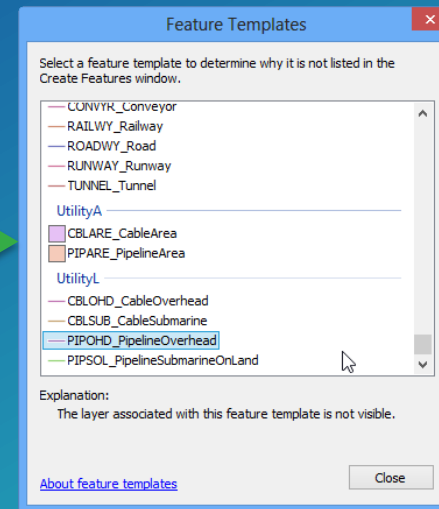 Feature Templates
Select a feature template to determine why it is not listed in the
Create Features window.
CONVYR_Conveyor
RAILWY_Railway
ROADWY_Road
RUNWAY_Runway
TUNNEL_Tunnel
UtilityA
CBLARE_CableArea
PIPARE_PipelineArea
UtilityL
CBLOHD_CableOverhead
CBLSUB_CableSubmarine
PIPOHD_PipelineOverhead
PIPSOL_PipelineSubmarineOnLand
Explanation:
The layer associated with this feature template is not visible.
About feature templates
Close